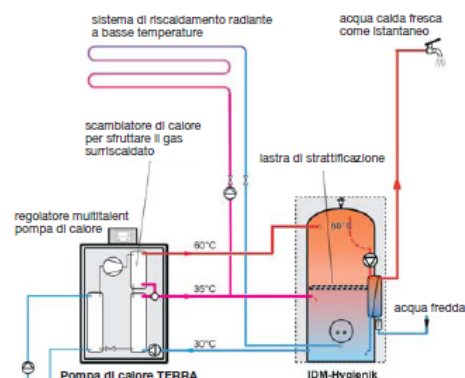 sistema di riscaldamento radiante
a basse temperature
acqua calda fresca
come istantaneo
scambiatore di calore
per sfruttare il gas
surriscaldato
lastra di stratificazione
regolatore multitalent
pompa di calore
60°C
60°C
35°C
acqua fredda
30°C
Pompa di calore TERRA
IDM-Hygienik